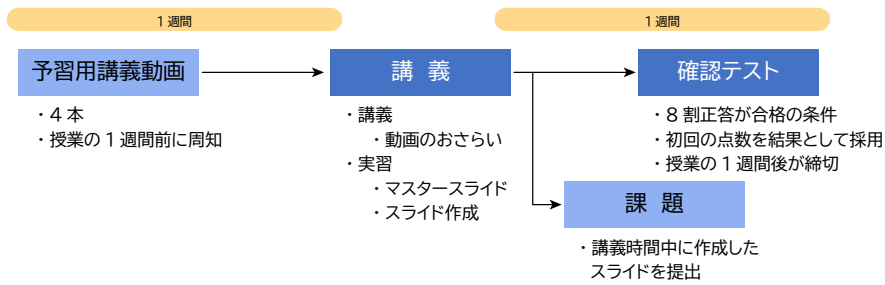 1週間
1週間
予習用講義動画
講 義
確認テスト
・4本
・授業の1週間前に周知
・講義
・動画のおさらい
・実習
・マスタースライド
・スライド作成
・8割正答が合格の条件
・初回の点数を結果として採用
・授業の1週間後が締切
課 題
・講義時間中に作成した
スライドを提出